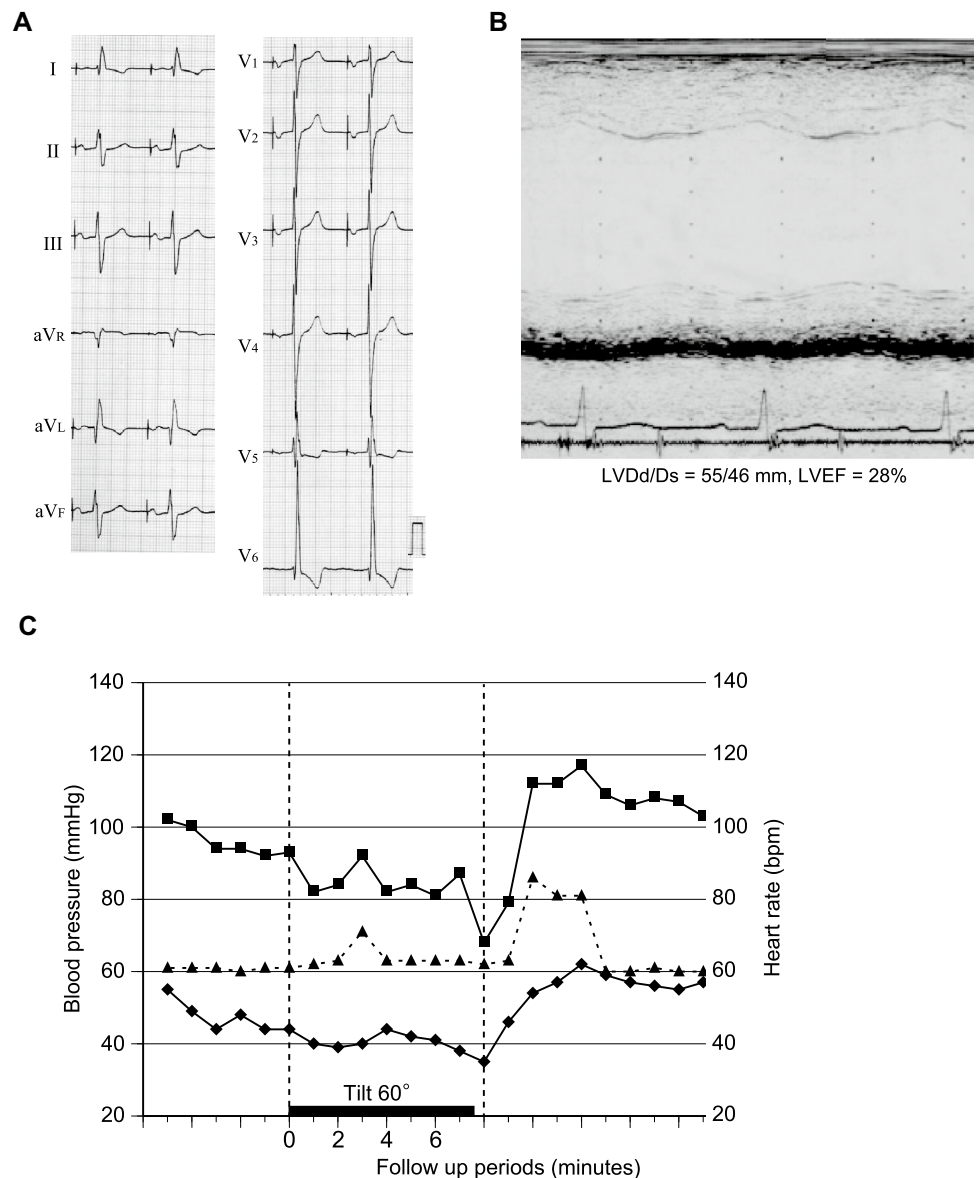 A
I
II
III
aVR
aVL
aVF
V1
V2
V3
V4
V5
V6
B
LVDd/Ds = 55/46 mm, LVEF = 28%
C
140
120
100
80
60
40
20
Blood pressure (mmHg)
140
120
100
80
60
40
20
Heart rate (bpm)
Tilt 60°
0 2 4 6
Follow up periods (minutes)